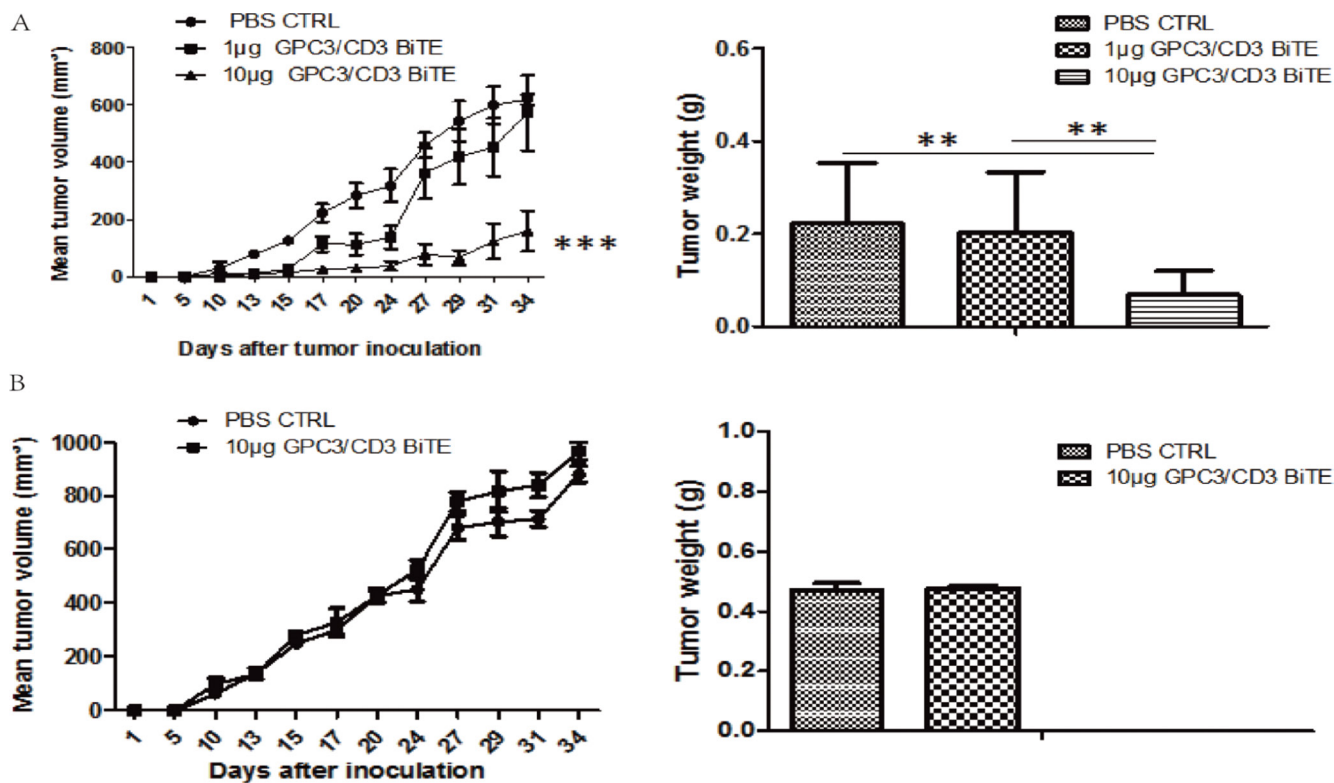 A
PBS CTRL
1µg GPC3/CD3 BiTE
10µg GPC3/CD3 BiTE
Mean tumor volume (mm³)
800
600
400
200
0
***
1 5 10 13 15 17 20 24 27 29 31 34
Days after tumor inoculation
PBS CTRL
1µg GPC3/CD3 BiTE
10µg GPC3/CD3 BiTE
Tumor weight (g)
0.6
0.4
0.2
0.0
**
**
B
PBS CTRL
10µg GPC3/CD3 BiTE
Mean tumor volume (mm³)
1000
800
600
400
200
0
1 5 10 13 15 17 20 24 27 29 31 34
Days after inoculation
PBS CTRL
10µg GPC3/CD3 BiTE
Tumor weight (g)
1.0
0.8
0.6
0.4
0.2
0.0